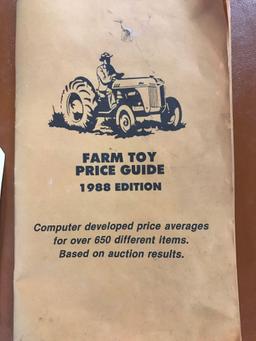 FARM TOY
PRICE GUIDE
1988 EDITION
Computer developed price averages
for over 650 different items.
Based on auction results.